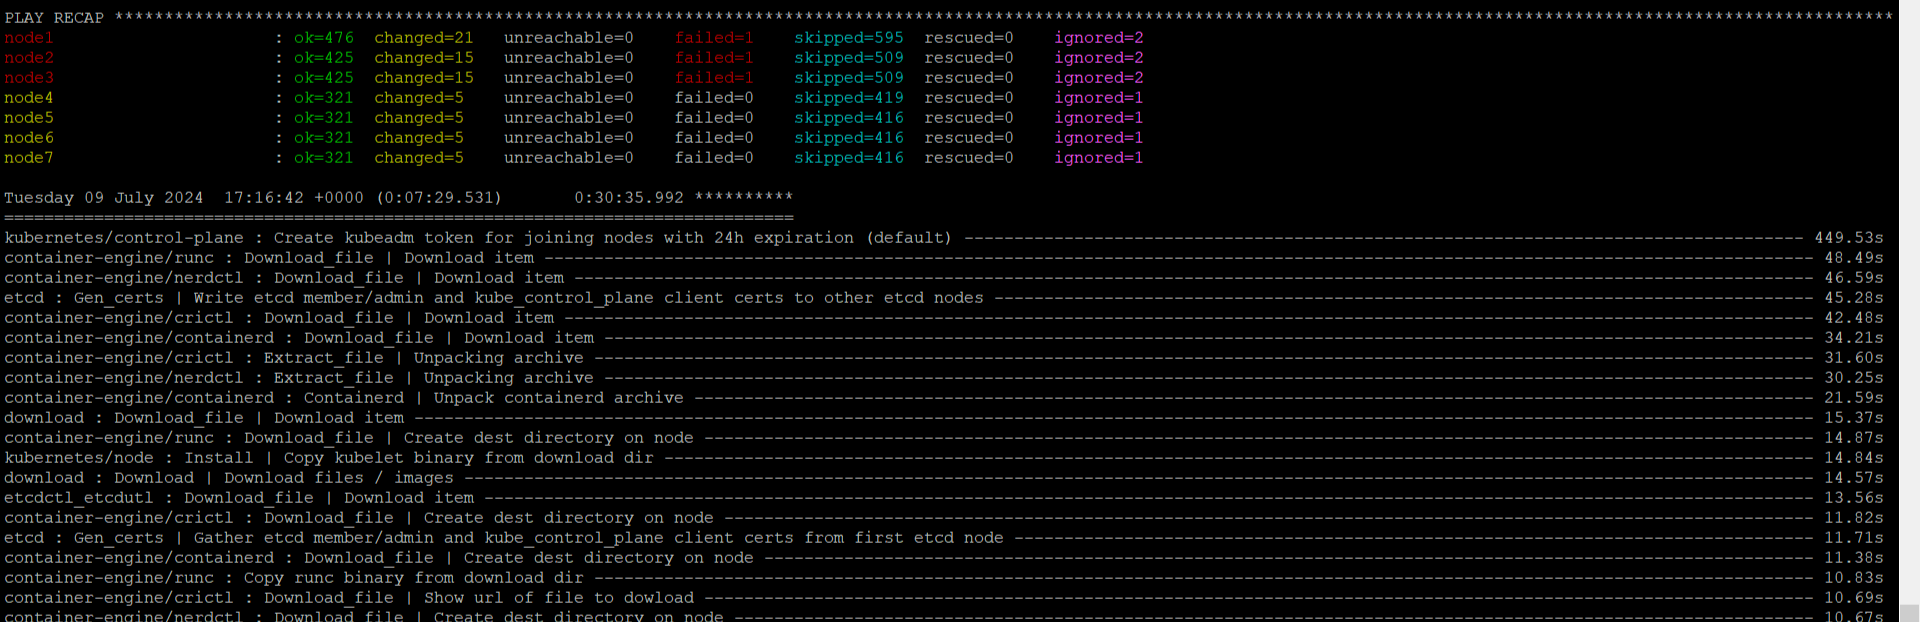 PLAY RECAP **********************************************************************************************************************************************************************************
node1                      : ok=476  changed=21   unreachable=0    failed=1    skipped=595  rescued=0    ignored=2
node2                      : ok=425  changed=15   unreachable=0    failed=1    skipped=509  rescued=0    ignored=2
node3                      : ok=425  changed=15   unreachable=0    failed=1    skipped=509  rescued=0    ignored=2
node4                      : ok=321  changed=5    unreachable=0    failed=0    skipped=419  rescued=0    ignored=1
node5                      : ok=321  changed=5    unreachable=0    failed=0    skipped=416  rescued=0    ignored=1
node6                      : ok=321  changed=5    unreachable=0    failed=0    skipped=416  rescued=0    ignored=1
node7                      : ok=321  changed=5    unreachable=0    failed=0    skipped=416  rescued=0    ignored=1
Tuesday 09 July 2024  17:16:42 +0000 (0:07:29.531)       0:30:35.992 **********
===============================================================================
kubernetes/control-plane : Create kubeadm token for joining nodes with 24h expiration (default) ------------------------------------------------------------------------------------ 449.53s
container-engine/runc : Download_file | Download item ------------------------------------------------------------------------------------------------------------------------------- 48.49s
container-engine/nerdctl : Download_file | Download item ---------------------------------------------------------------------------------------------------------------------------- 46.59s
etcd : Gen_certs | Write etcd member/admin and kube_control_plane client certs to other etcd nodes ---------------------------------------------------------------------------------- 45.28s
container-engine/crictl : Download_file | Download item ----------------------------------------------------------------------------------------------------------------------------- 42.48s
container-engine/containerd : Download_file | Download item ------------------------------------------------------------------------------------------------------------------------- 34.21s
container-engine/crictl : Extract_file | Unpacking archive -------------------------------------------------------------------------------------------------------------------------- 31.60s
container-engine/nerdctl : Extract_file | Unpacking archive ------------------------------------------------------------------------------------------------------------------------- 30.25s
container-engine/containerd : Containerd | Unpack containerd archive ---------------------------------------------------------------------------------------------------------------- 21.59s
download : Download_file | Download item -------------------------------------------------------------------------------------------------------------------------------------------- 15.37s
container-engine/runc : Download_file | Create dest directory on node --------------------------------------------------------------------------------------------------------------- 14.87s
kubernetes/node : Install | Copy kubelet binary from download dir ------------------------------------------------------------------------------------------------------------------- 14.84s
download : Download | Download files / images --------------------------------------------------------------------------------------------------------------------------------------- 14.57s
etcdctl_etcdutl : Download_file | Download item ------------------------------------------------------------------------------------------------------------------------------------- 13.56s
container-engine/crictl : Download_file | Create dest directory on node ------------------------------------------------------------------------------------------------------------- 11.82s
etcd : Gen_certs | Gather etcd member/admin and kube_control_plane client certs from first etcd node -------------------------------------------------------------------------------- 11.71s
container-engine/containerd : Download_file | Create dest directory on node --------------------------------------------------------------------------------------------------------- 11.38s
container-engine/runc : Copy runc binary from download dir -------------------------------------------------------------------------------------------------------------------------- 10.83s
container-engine/crictl : Download_file | Show url of file to dowload --------------------------------------------------------------------------------------------------------------- 10.69s
container-engine/nerdctl : Download_file | Create dest directory on node ------------------------------------------------------------------------------------------------------------ 10.67s